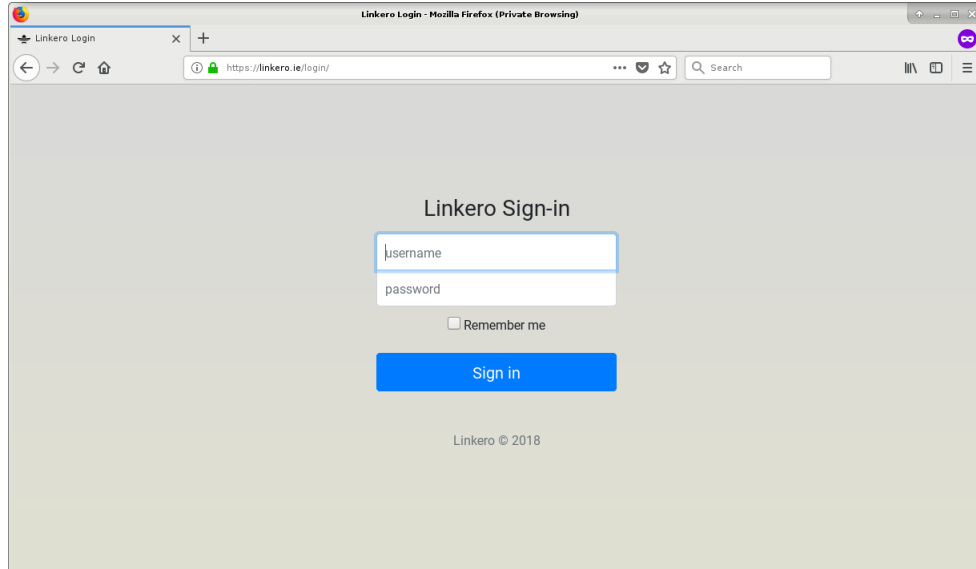 Linkero Login - Mozilla Firefox (Private Browsing)
Linkero Login
https://linkero.ie/login/
Search
Linkero Sign-in
username
password
Remember me
Sign in
Linkero © 2018